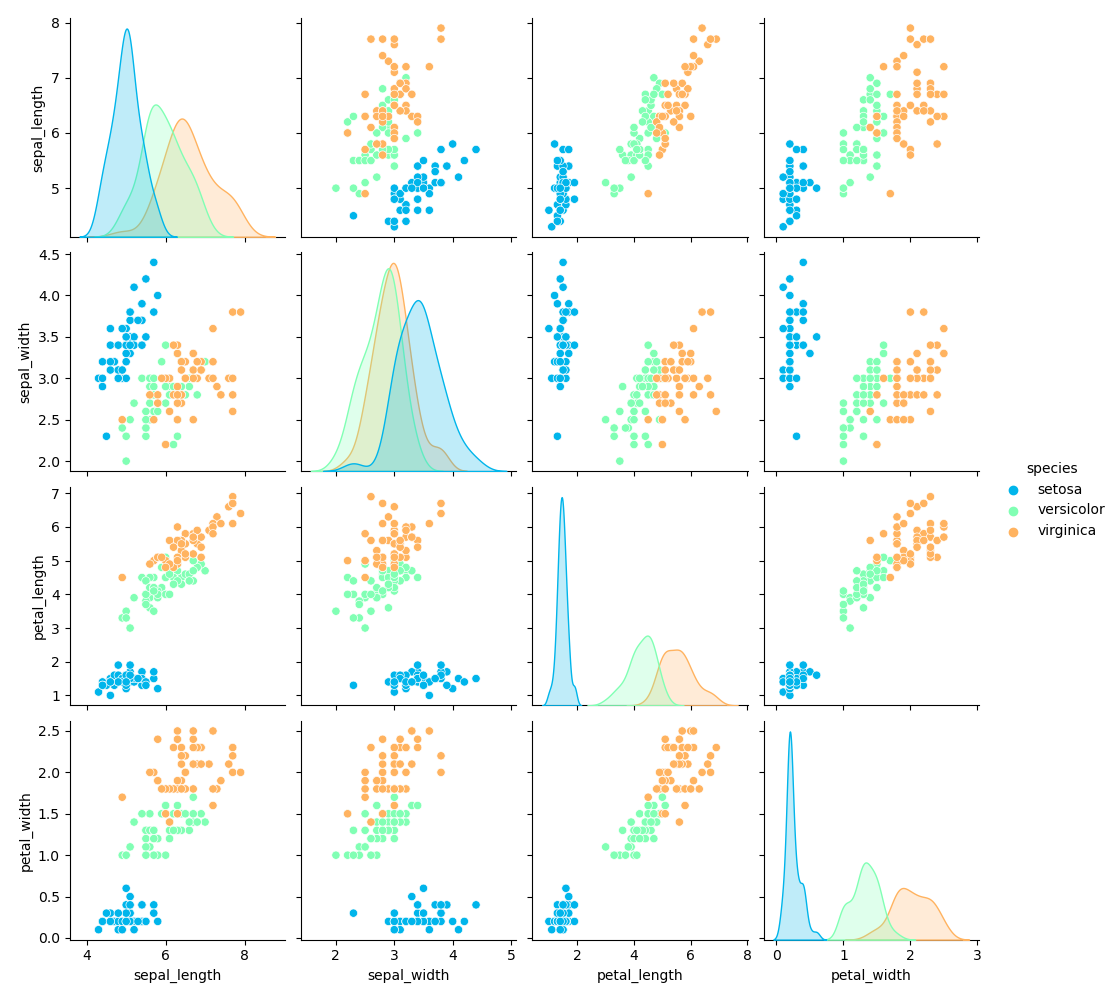 8
7
6
5
sepal_length
4.5
4.0
3.5
3.0
2.5
2.0
sepal_width
7
6
5
4
3
2
1
petal_length
species
setosa
versicolor
virginica
2.5
2.0
1.5
1.0
0.5
0.0
petal_width
4 6 8
2 3 4 5
2 4 6 8
0 1 2 3
sepal_length
sepal_width
petal_length
petal_width